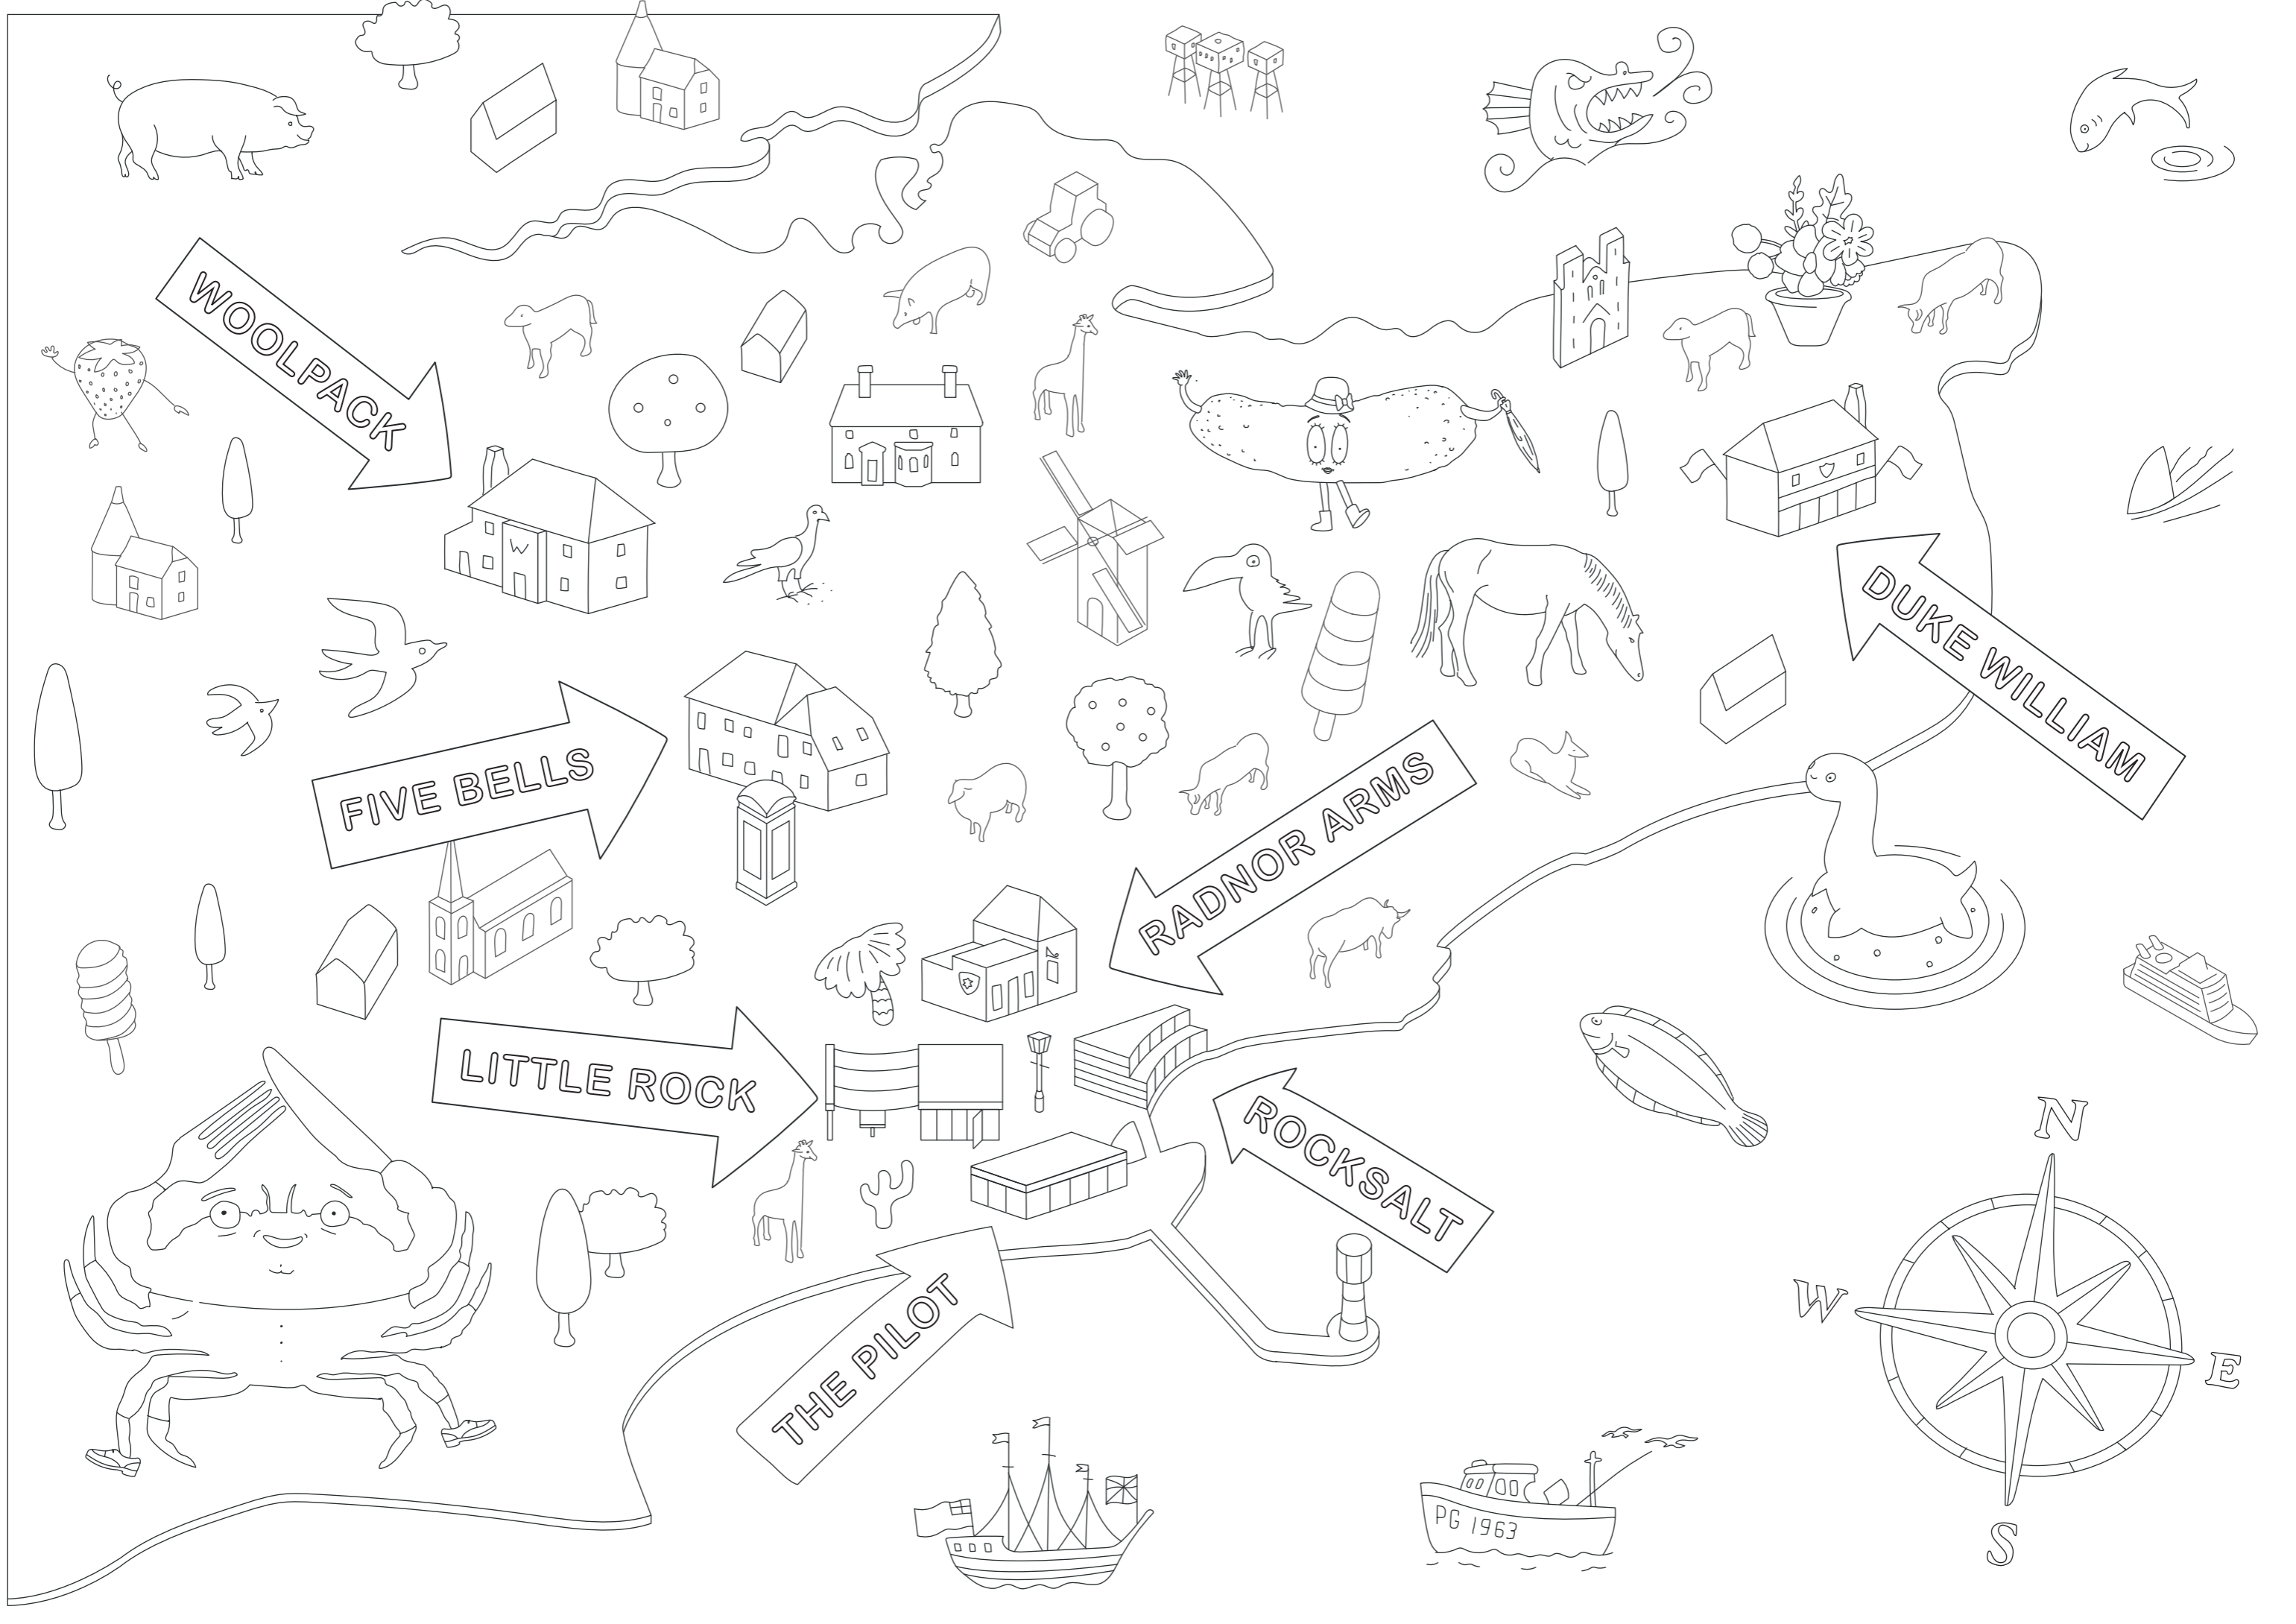 WOOLPACK
W
DUKE WILLIAM
FIVE BELLS
RADNOR ARMS
LITTLE ROCK
ROCKSALT
N
W
E
THE PILOT
PG 1963
S